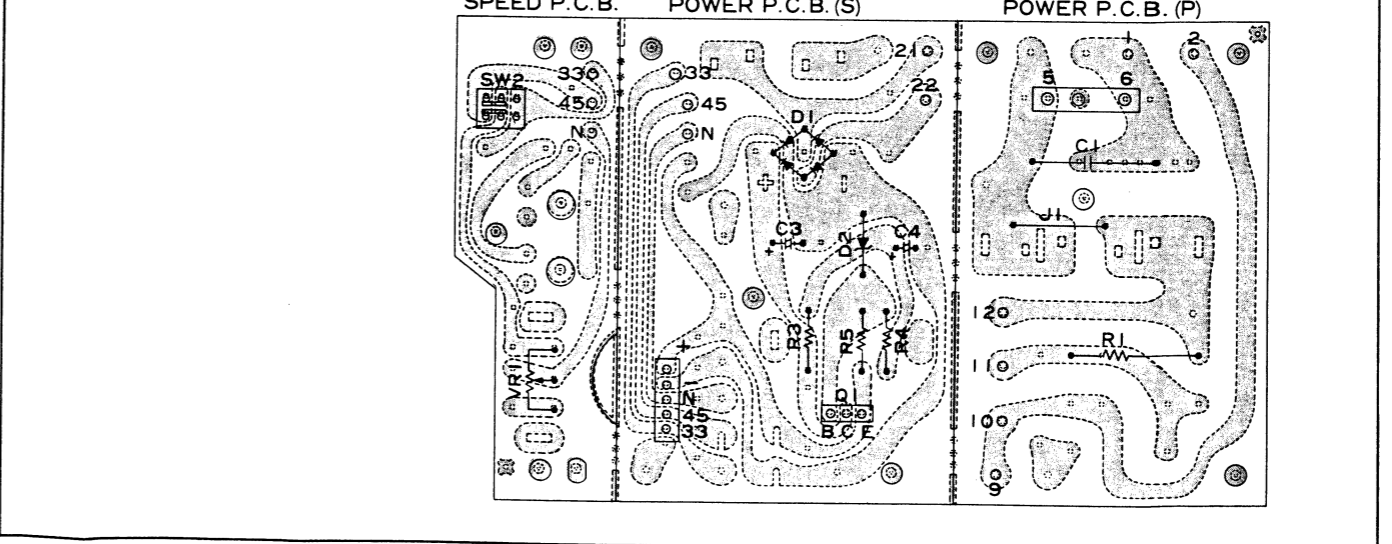 SPEED P.C.B.
POWER P.C.B. (S)
POWER P.C.B. (P)
SW2
33
45
N
VR1
33
45
N
21
22
D1
C3
+
D2
C4
+
R3
R5
R4
+
-
N
45
33
Q1
B C E
1
2
5
6
C1
J1
12
R1
11
10
9